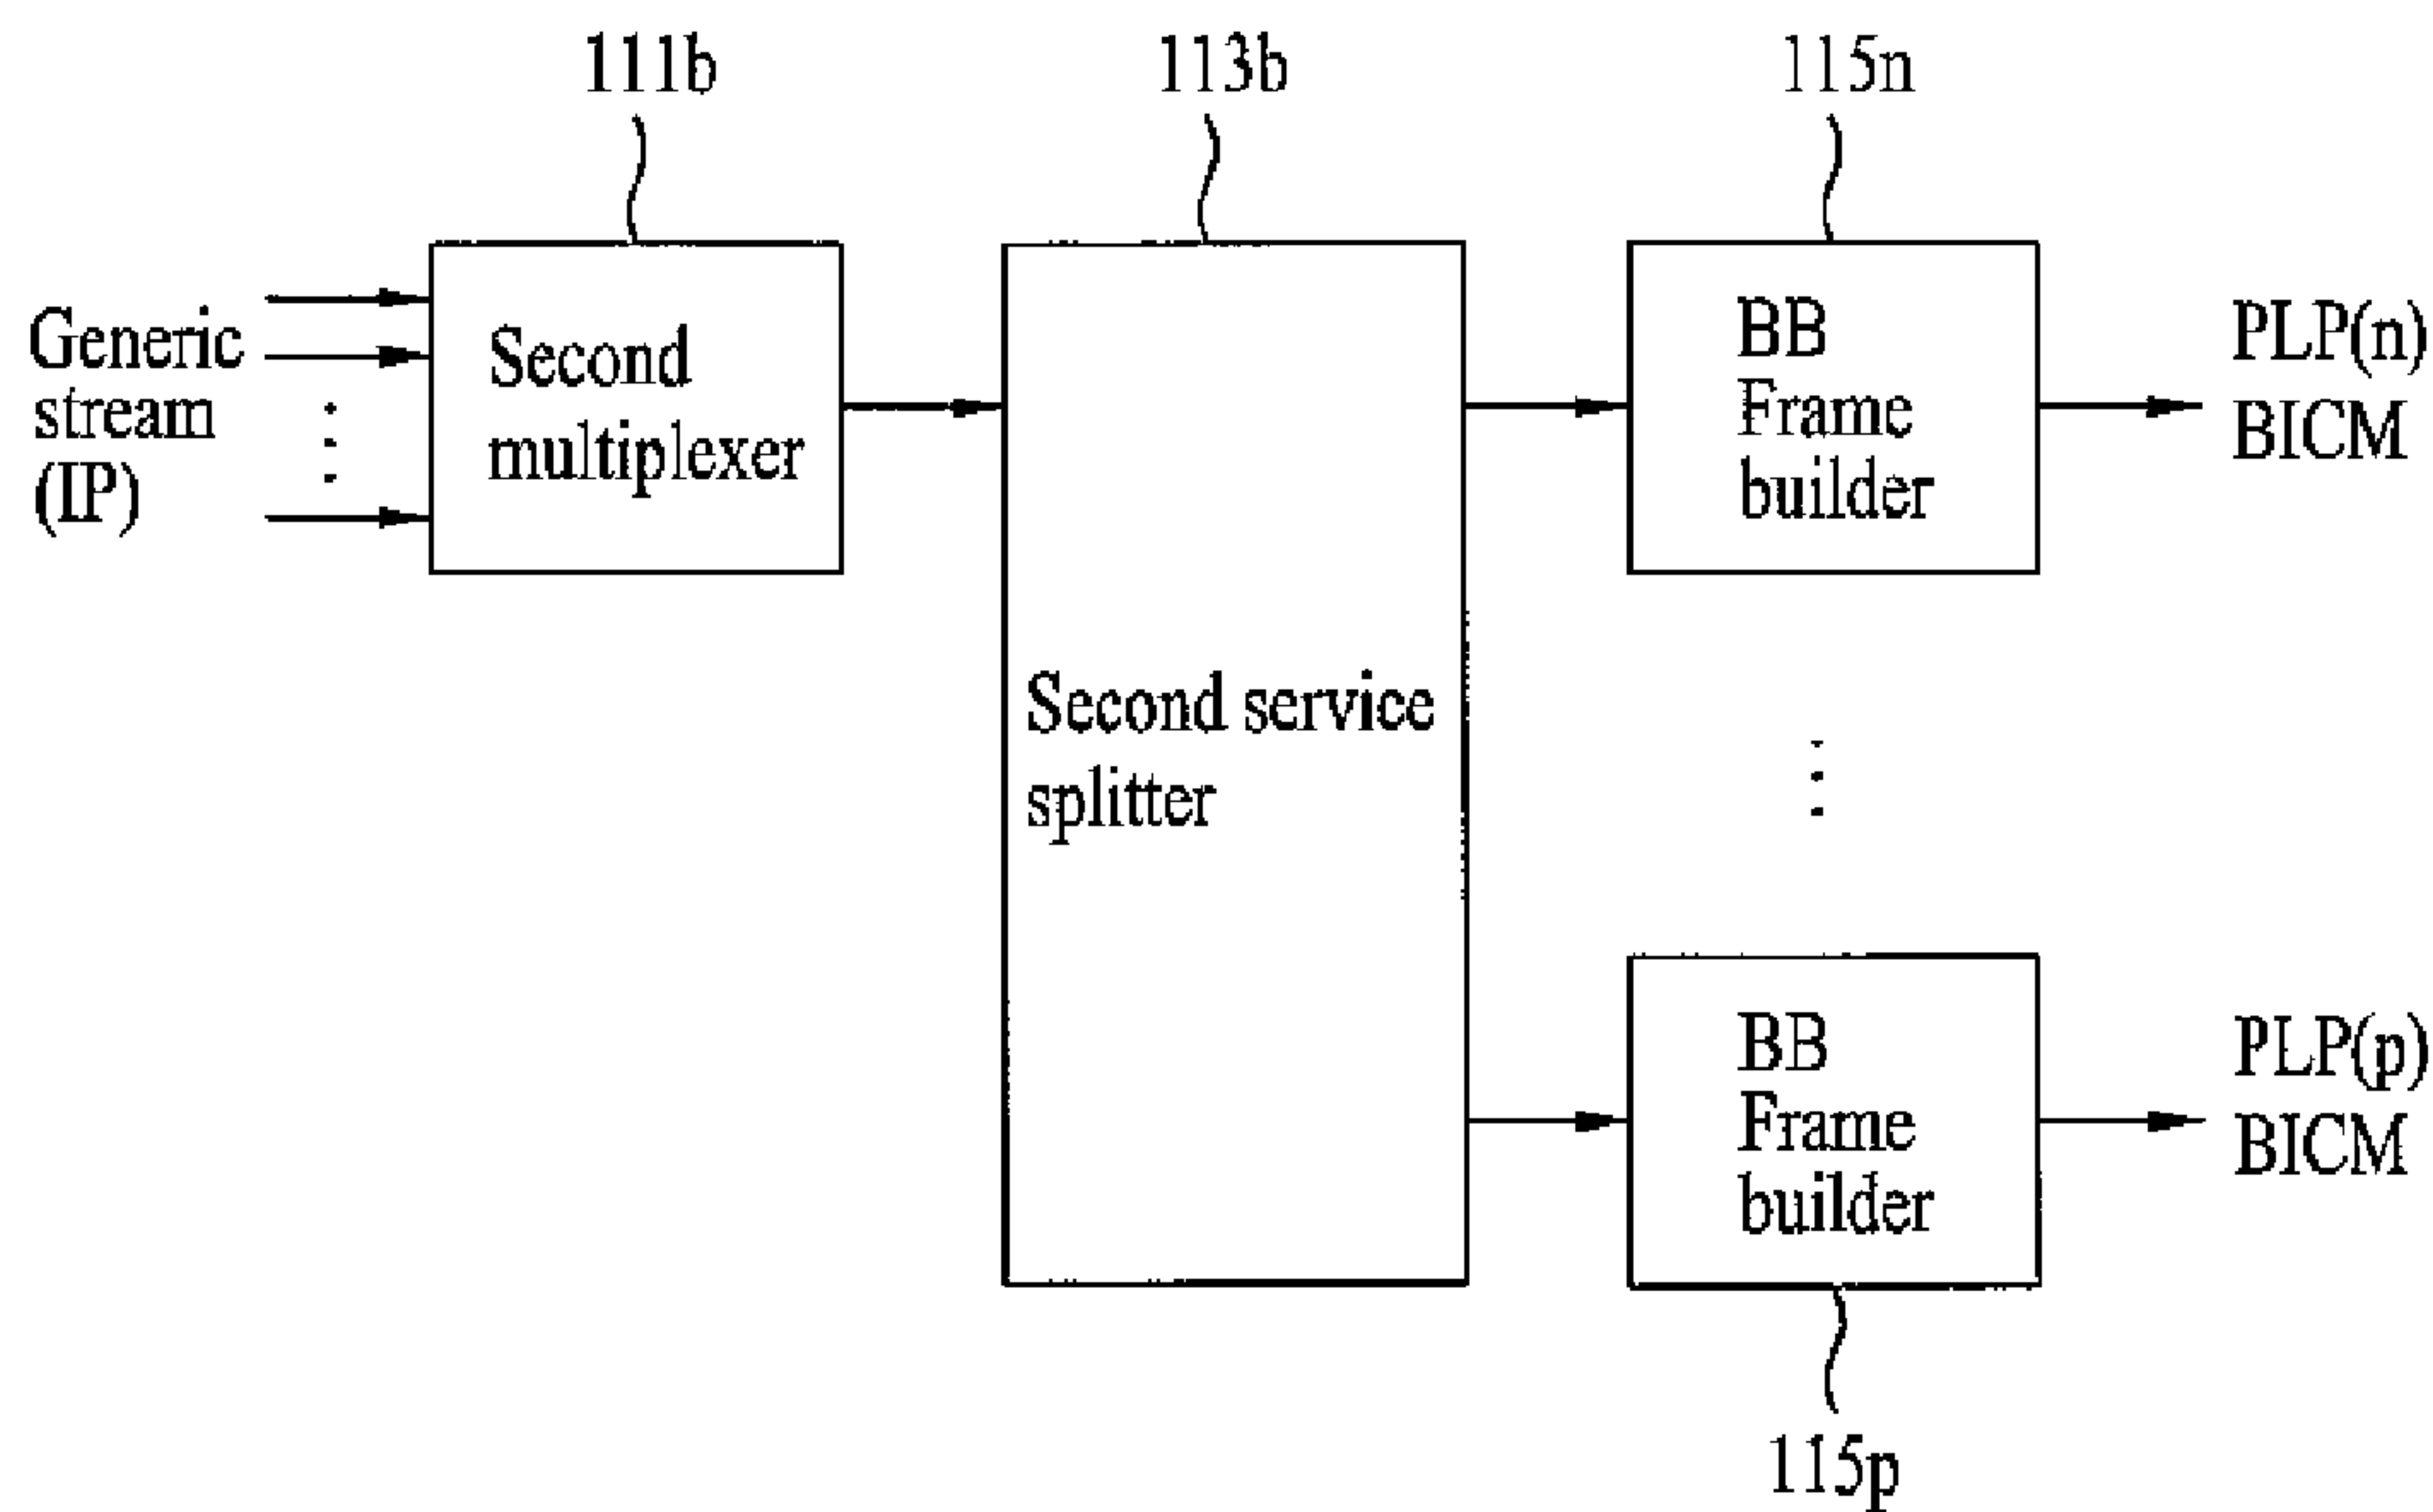 111b
113b
115n
Generic
stream
(IP)
Second
multiplexer
Second service
splitter
BB
Frame
builder
PLP(n)
BICM
BB
Frame
builder
PLP(p)
BICM
115p